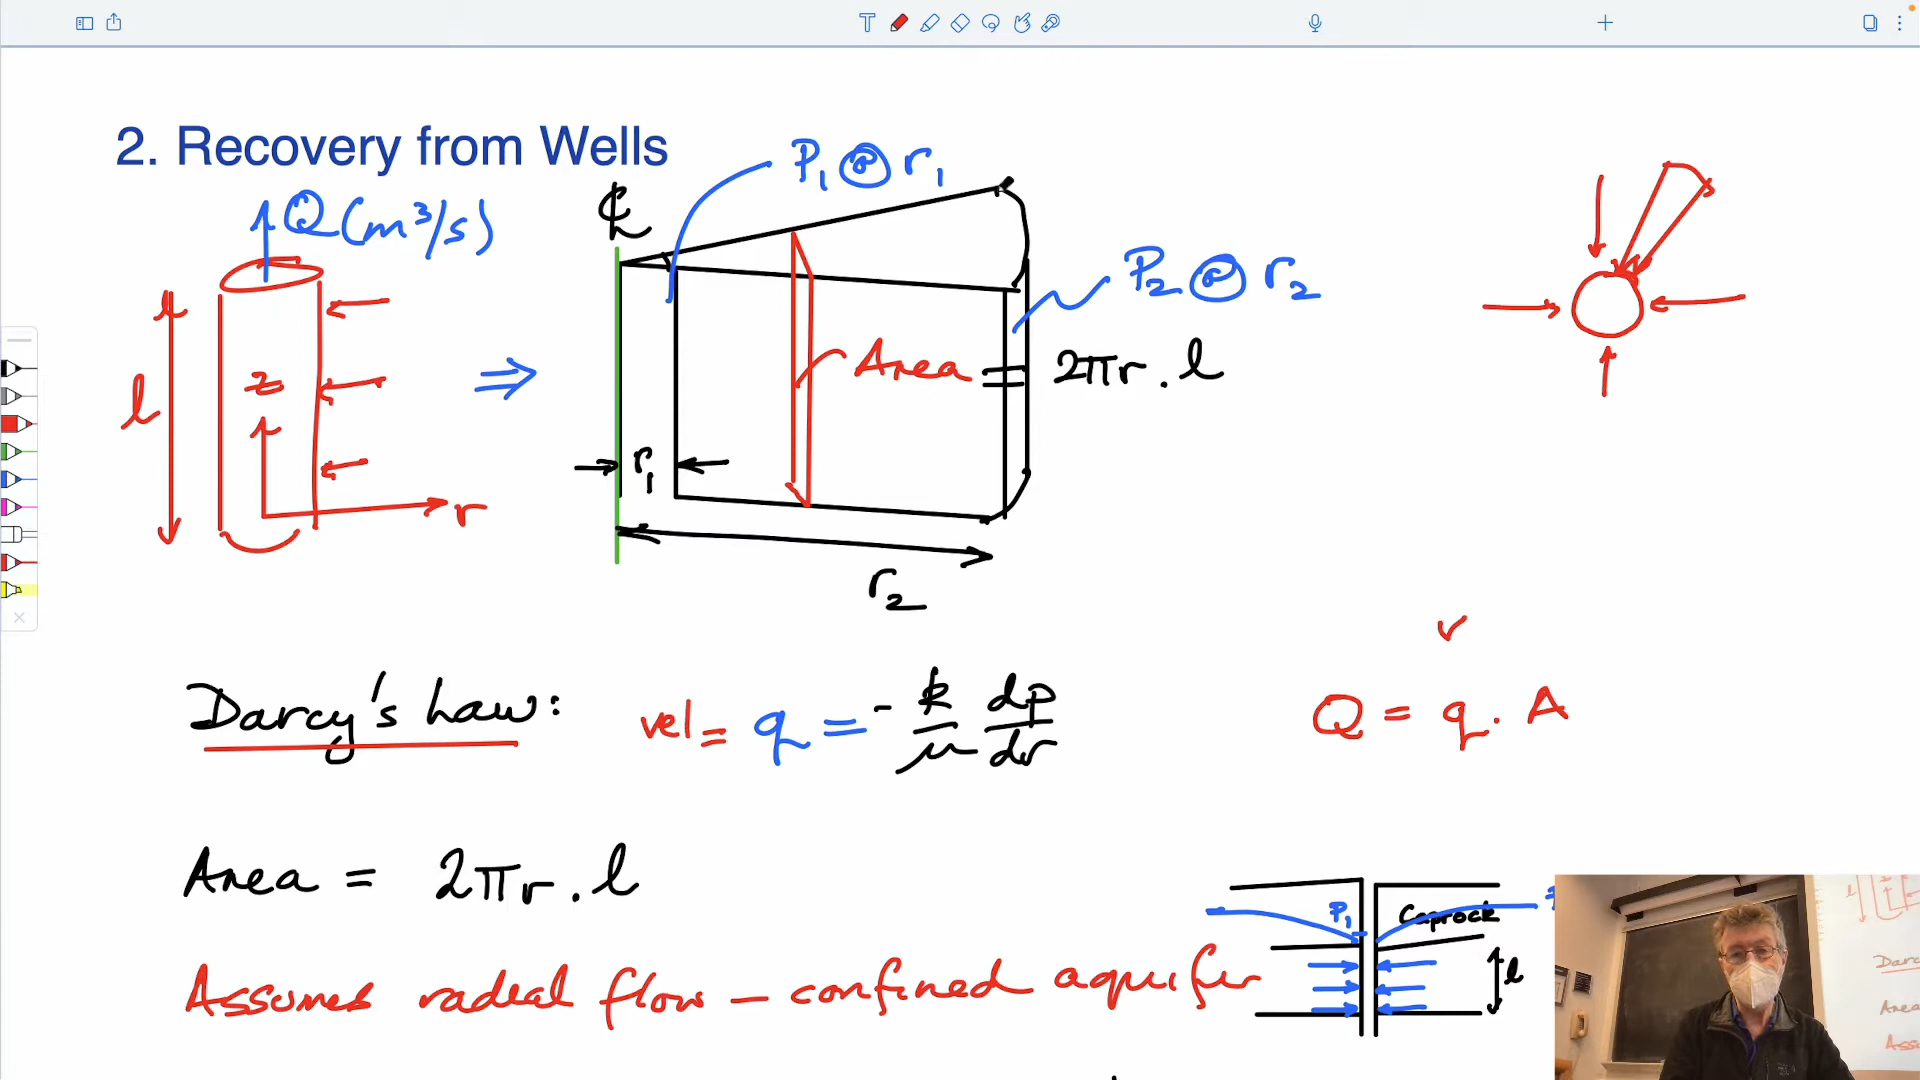 2. Recovery from Wells
P1 @ r1
Q (m³/s)
℄
P2 @ r2
l
z
r
Area = 2πr . l
r1
r2
Darcy's Law: vel = q = - k/μ dp/dr
v
Q = q . A
Area = 2πr . l
P1
Caprock
l
Assumes radial flow – confined aquifer